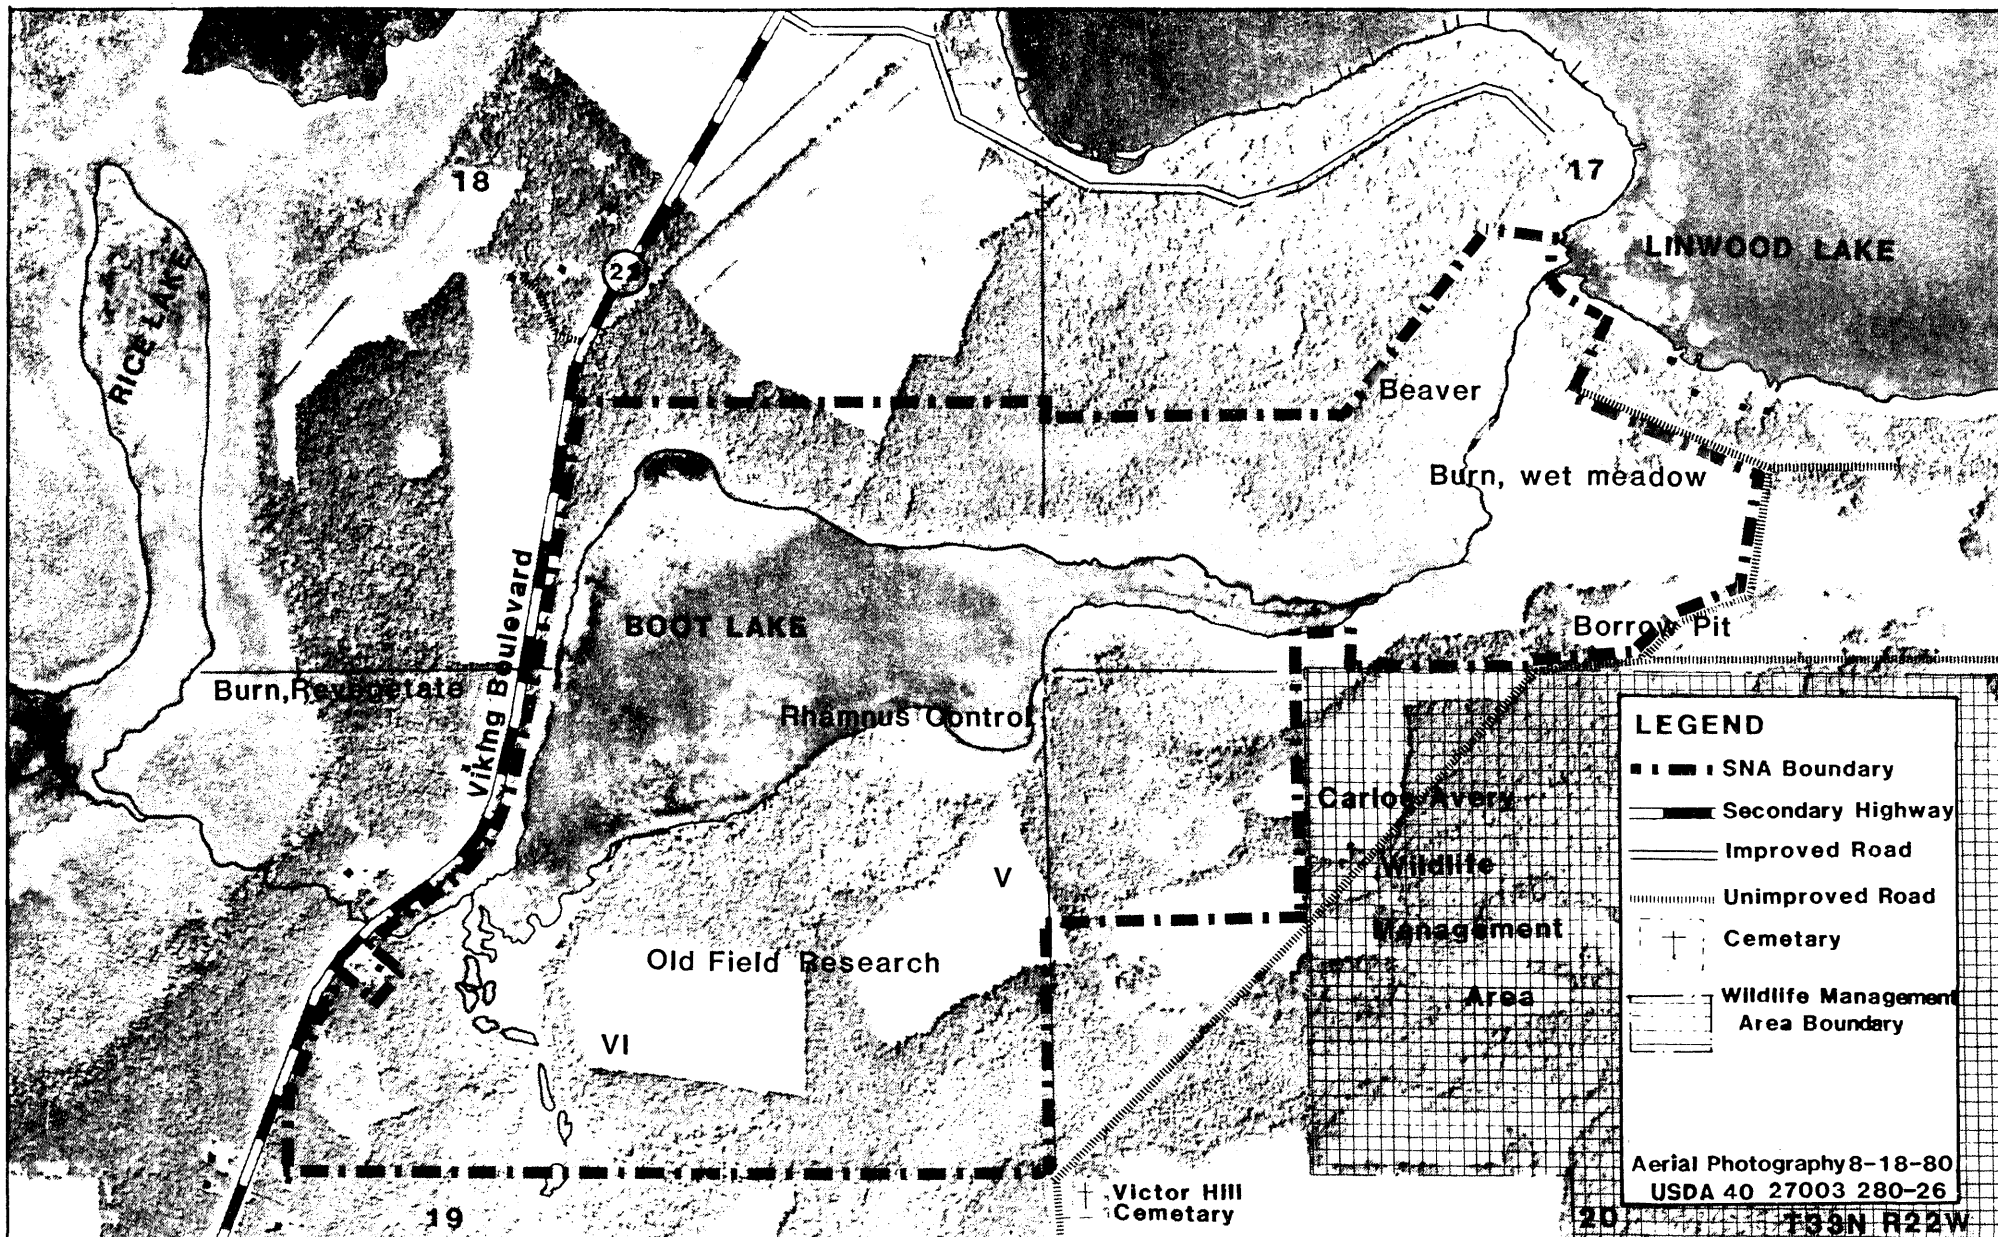 18
17
22
LINWOOD LAKE
RICE LAKE
Beaver
Burn, wet meadow
Viking Boulevard
BOOT LAKE
Borrow Pit
Burn, Revegetate
Rhamnus Control
LEGEND
SNA Boundary
Secondary Highway
Improved Road
Unimproved Road
Cemetary
Wildlife Management
Area Boundary
Carlos Avery
Wildlife
Management
Area
V
Old Field Research
VI
Aerial Photography 8-18-80
USDA 40 27003 280-26
Victor Hill
Cemetary
19
20
T33N R22W